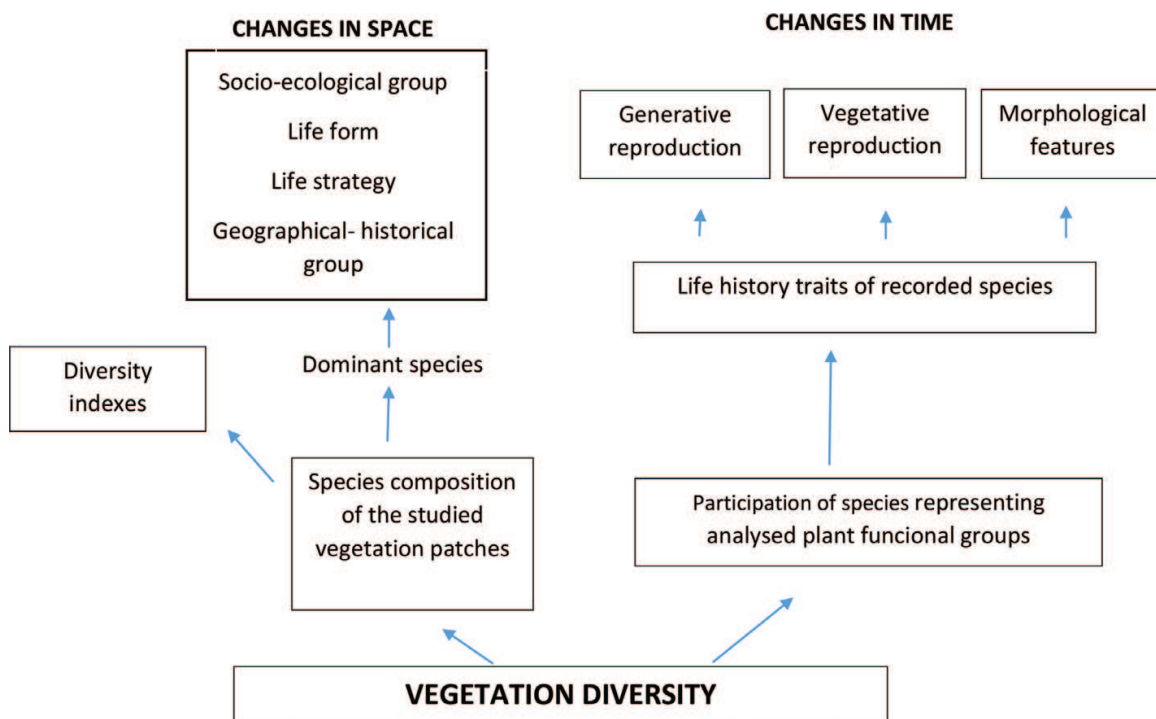 CHANGES IN SPACE
Socio-ecological group
Life form
Life strategy
Geographical- historical
group
Dominant species
Diversity
indexes
Species composition
of the studied
vegetation patches
CHANGES IN TIME
Generative
reproduction
Vegetative
reproduction
Morphological
features
Life history traits of recorded species
Participation of species representing
analysed plant funcional groups
VEGETATION DIVERSITY